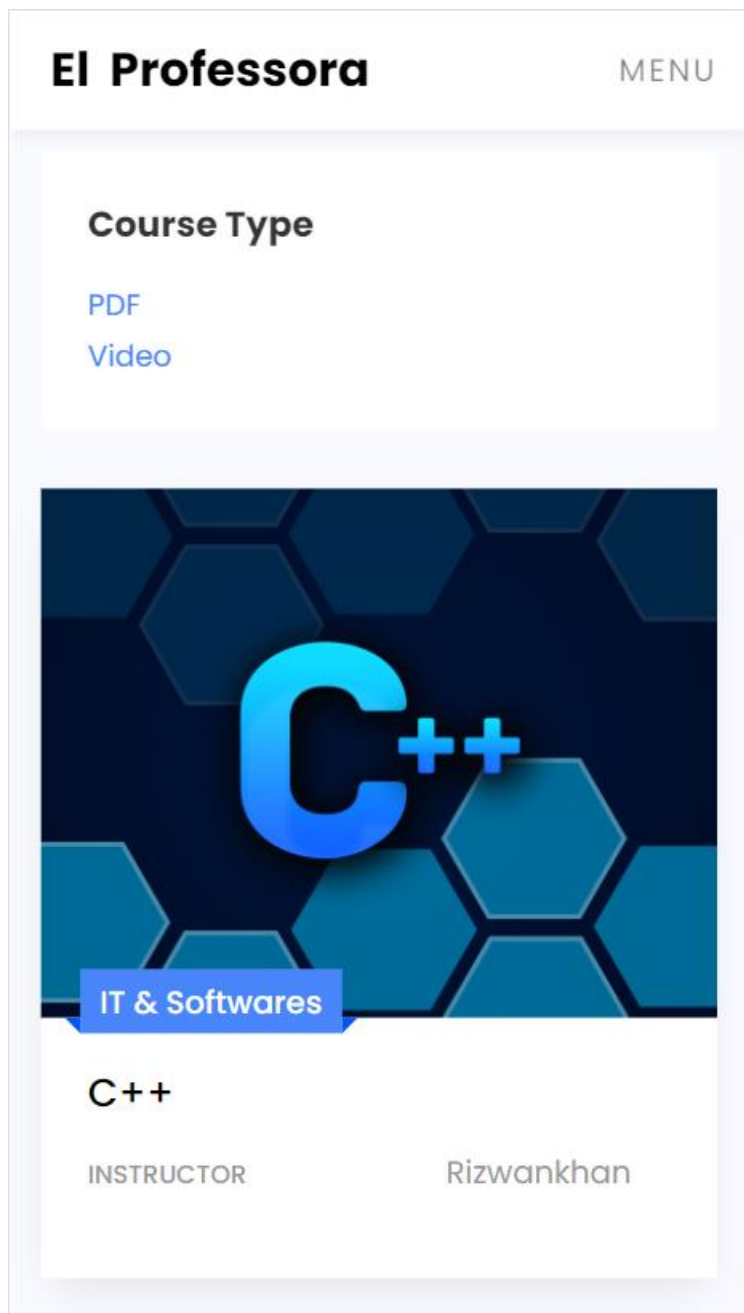 El Professora MENU
Course Type
PDF
Video
C++
IT & Softwares
C++
INSTRUCTOR Rizwankhan